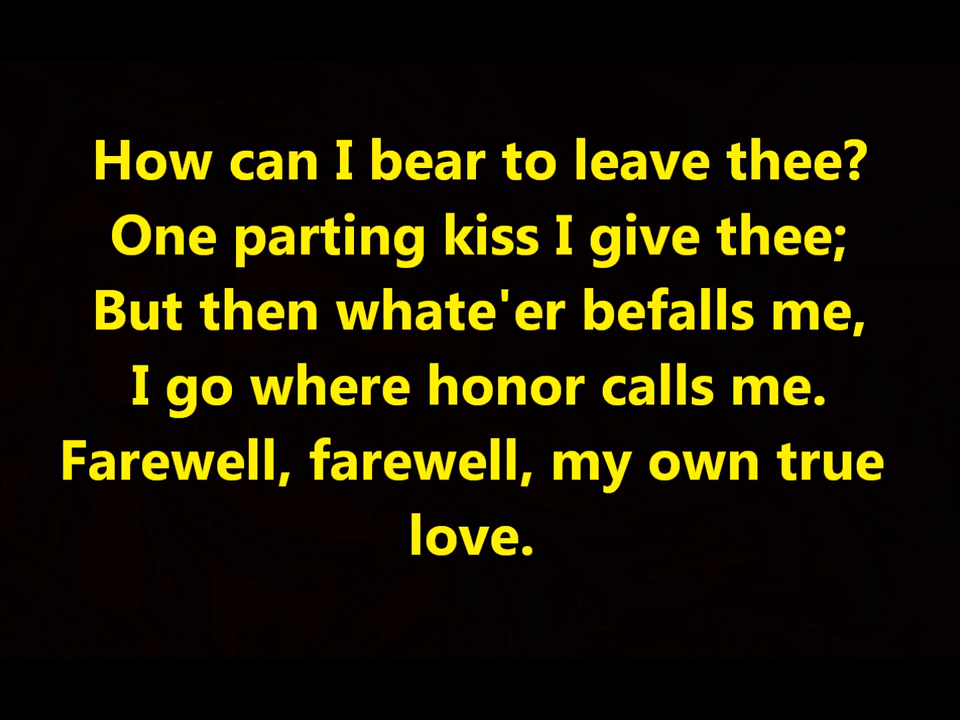 How can I bear to leave thee?
One parting kiss I give thee;
But then whate'er befalls me,
I go where honor calls me.
Farewell, farewell, my own true
love.